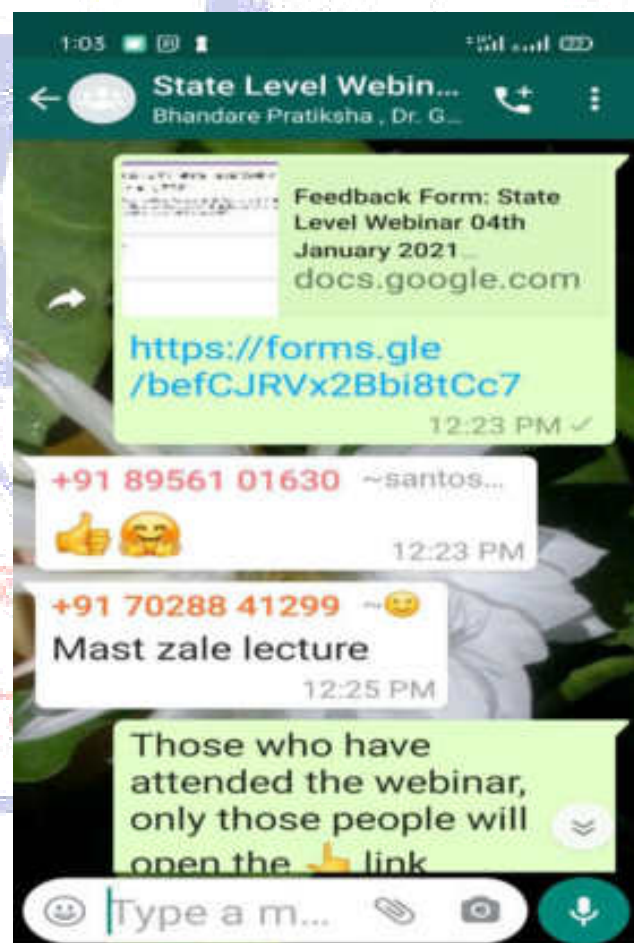 1:03
State Level Webin...
Bhandare Pratiksha , Dr. G...
Feedback Form: State
Level Webinar 04th
January 2021...
docs.google.com
https://forms.gle
/befCJRVx2Bbi8tCc7
12:23 PM
+91 89561 01630 ~santos...
👍🤗
12:23 PM
+91 70288 41299 ~😊
Mast zale lecture
12:25 PM
Those who have
attended the webinar,
only those people will
open the 👆 link
Type a m...